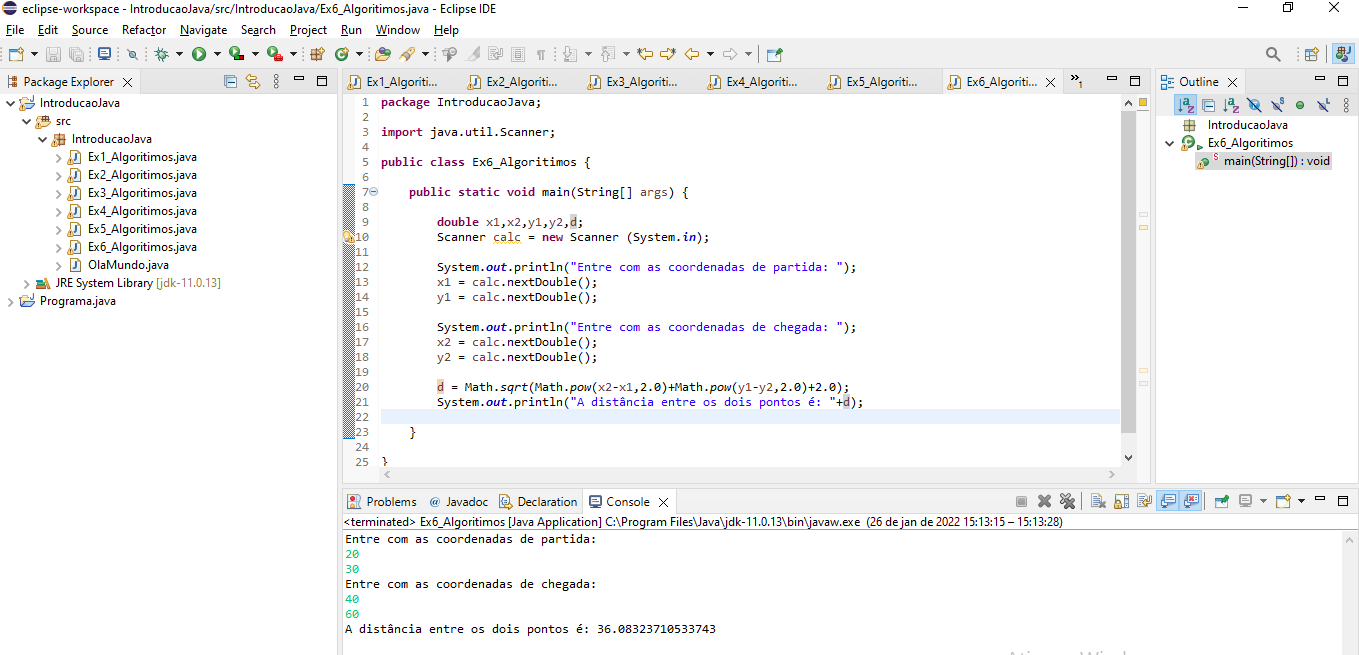 eclipse-workspace - IntroducaoJava/src/IntroducaoJava/Ex6_Algoritimos.java - Eclipse IDE
File Edit Source Refactor Navigate Search Project Run Window Help
Package Explorer
IntroducaoJava
src
IntroducaoJava
Ex1_Algoritimos.java
Ex2_Algoritimos.java
Ex3_Algoritimos.java
Ex4_Algoritimos.java
Ex5_Algoritimos.java
Ex6_Algoritimos.java
OlaMundo.java
JRE System Library [jdk-11.0.13]
Programa.java
Ex1_Algoriti... Ex2_Algoriti... Ex3_Algoriti... Ex4_Algoriti... Ex5_Algoriti... Ex6_Algoriti... »1
1 package IntroducaoJava;
2
3 import java.util.Scanner;
4
5 public class Ex6_Algoritimos {
6
7 public static void main(String[] args) {
8
9 double x1,x2,y1,y2,d;
10 Scanner calc = new Scanner (System.in);
11
12 System.out.println("Entre com as coordenadas de partida: ");
13 x1 = calc.nextDouble();
14 y1 = calc.nextDouble();
15
16 System.out.println("Entre com as coordenadas de chegada: ");
17 x2 = calc.nextDouble();
18 y2 = calc.nextDouble();
19
20 d = Math.sqrt(Math.pow(x2-x1,2.0)+Math.pow(y1-y2,2.0)+2.0);
21 System.out.println("A distância entre os dois pontos é: "+d);
22
23 }
24
25 }
Outline
IntroducaoJava
Ex6_Algoritimos
main(String[]) : void
Problems @ Javadoc Declaration Console
<terminated> Ex6_Algoritimos [Java Application] C:\Program Files\Java\jdk-11.0.13\bin\javaw.exe (26 de jan de 2022 15:13:15 – 15:13:28)
Entre com as coordenadas de partida:
20
30
Entre com as coordenadas de chegada:
40
60
A distância entre os dois pontos é: 36.08323710533743